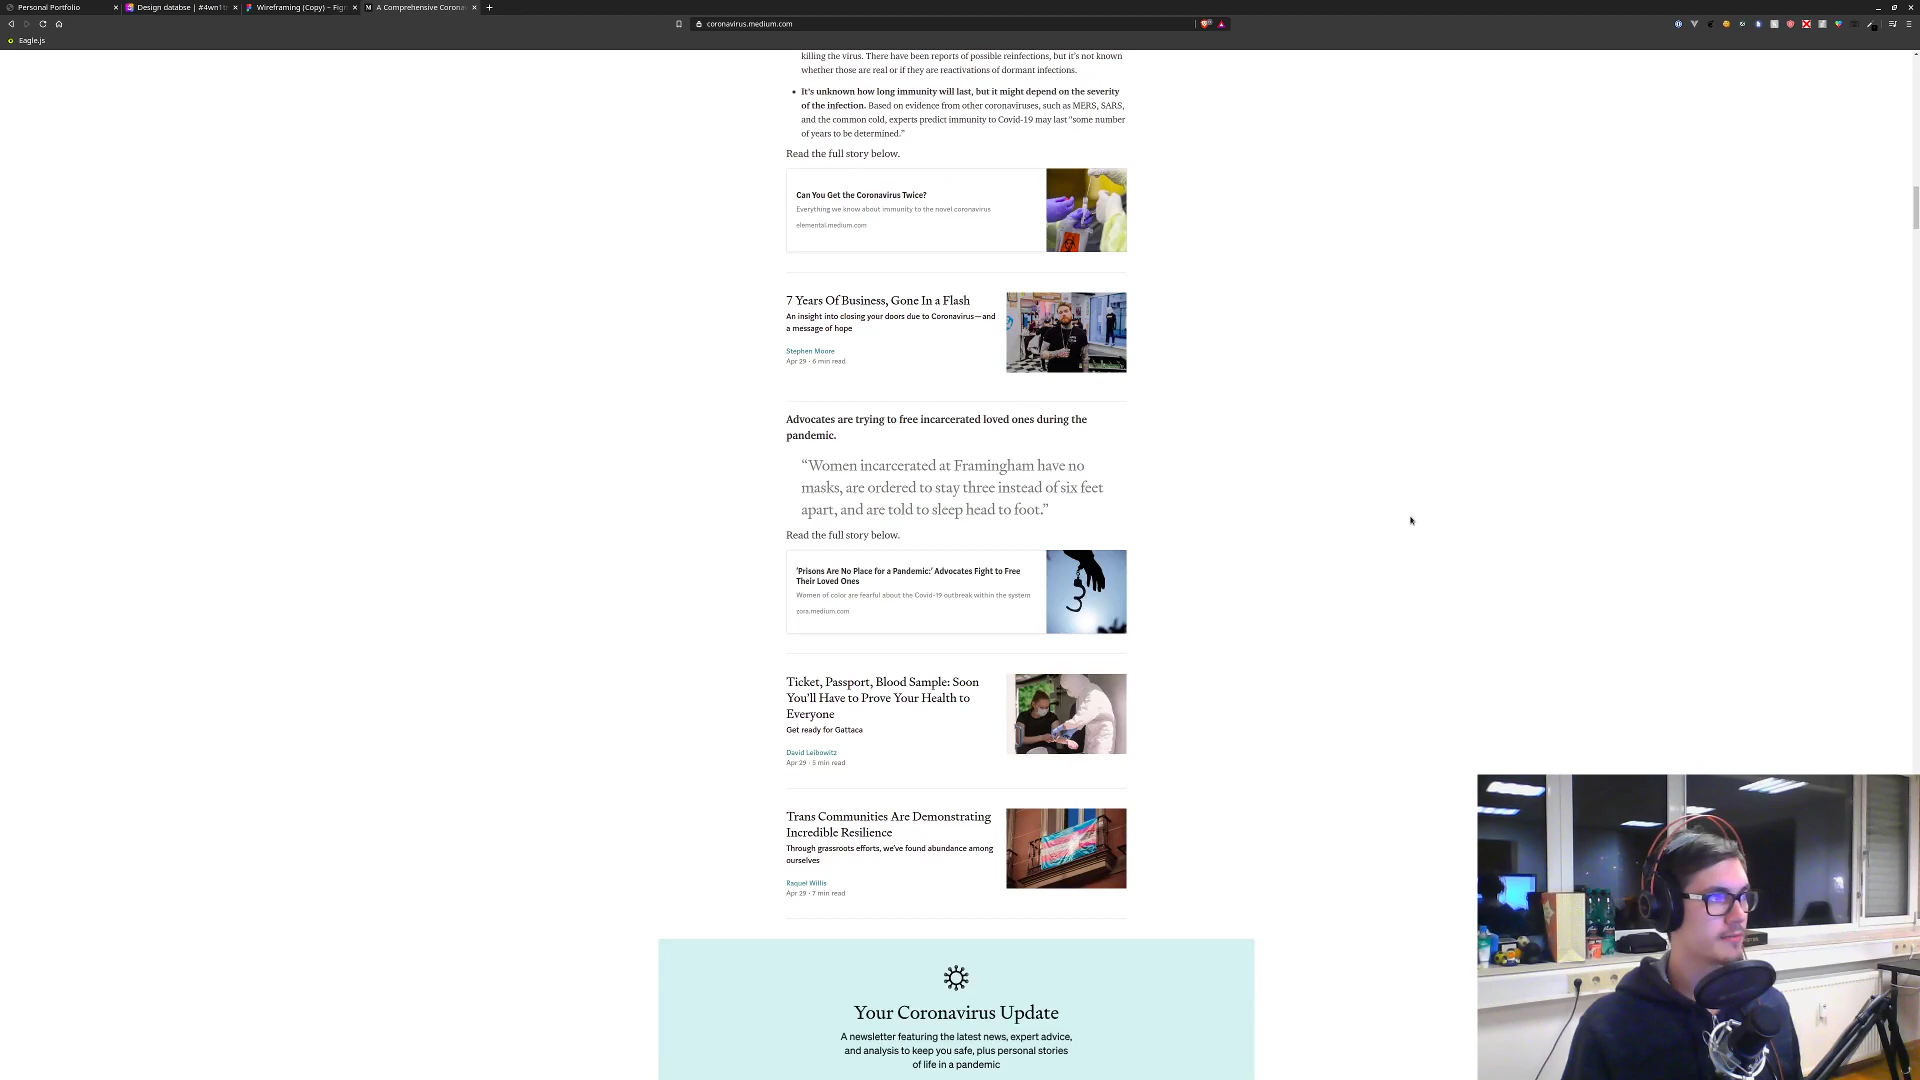 Personal Portfolio
Design databse | #4wn1t
Wireframing (Copy) – Figm
A Comprehensive Corona
coronavirus.medium.com
Eagle.js
killing the virus. There have been reports of possible reinfections, but it's not known
whether those are real or if they are reactivations of dormant infections.
It's unknown how long immunity will last, but it might depend on the severity
of the infection. Based on evidence from other coronaviruses, such as MERS, SARS,
and the common cold, experts predict immunity to Covid-19 may last “some number
of years to be determined.”
Read the full story below.
Can You Get the Coronavirus Twice?
Everything we know about immunity to the novel coronavirus
elemental.medium.com
7 Years Of Business, Gone In a Flash
An insight into closing your doors due to Coronavirus—and
a message of hope
Stephen Moore
Apr 29 · 6 min read
Advocates are trying to free incarcerated loved ones during the
pandemic.
“Women incarcerated at Framingham have no
masks, are ordered to stay three instead of six feet
apart, and are told to sleep head to foot.”
Read the full story below.
‘Prisons Are No Place for a Pandemic:’ Advocates Fight to Free
Their Loved Ones
Women of color are fearful about the Covid-19 outbreak within the system
zora.medium.com
Ticket, Passport, Blood Sample: Soon
You'll Have to Prove Your Health to
Everyone
Get ready for Gattaca
David Leibowitz
Apr 29 · 5 min read
Trans Communities Are Demonstrating
Incredible Resilience
Through grassroots efforts, we've found abundance among
ourselves
Raquel Willis
Apr 29 · 7 min read
Your Coronavirus Update
A newsletter featuring the latest news, expert advice,
and analysis to keep you safe, plus personal stories
of life in a pandemic